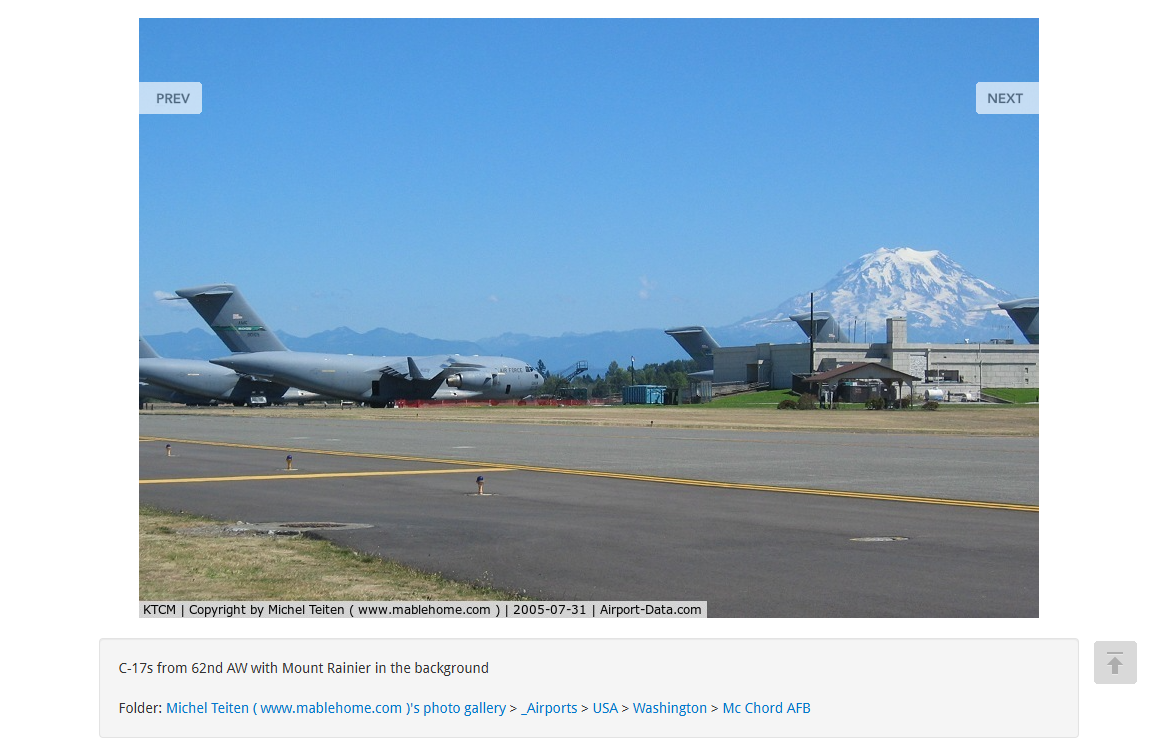 PREV
NEXT
AIR FORCE
KTCM | Copyright by Michel Teiten ( www.mablehome.com ) | 2005-07-31 | Airport-Data.com
C-17s from 62nd AW with Mount Rainier in the background
Folder: Michel Teiten ( www.mablehome.com )'s photo gallery > _Airports > USA > Washington > Mc Chord AFB